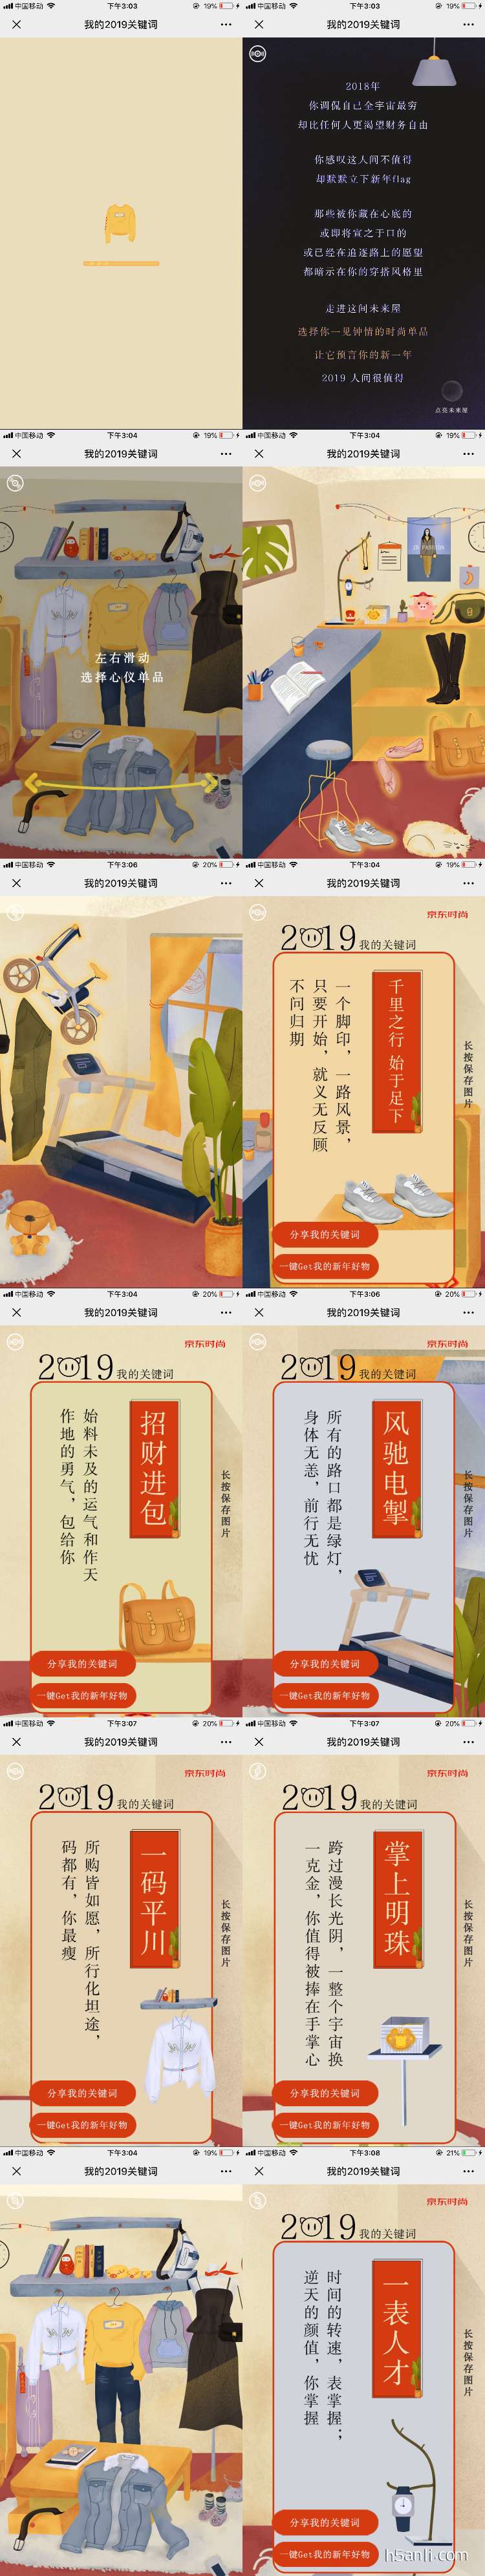 中国移动 下午3:03 19%
我的2019关键词
中国移动 下午3:03 19%
我的2019关键词
2018年
你调侃自己全宇宙最穷
却比任何人更渴望财务自由
你感叹这人间不值得
却默默立下新年flag
那些被你藏在心底的
或即将宣之于口的
或已经在追逐路上的愿望
都暗示在你的穿搭风格里
走进这间未来屋
选择你一见钟情的时尚单品
让它预言你的新一年
2019 人间很值得
点亮未来屋
中国移动 下午3:04 19%
我的2019关键词
左右滑动
选择心仪单品
中国移动 下午3:04 19%
我的2019关键词
中国移动 下午3:06 20%
我的2019关键词
中国移动 下午3:04 19%
我的2019关键词
京东时尚
2019我的关键词
千里之行 始于足下
一个脚印,一路风景,
只要开始,就义无反顾
不问归期
长按保存图片
分享我的关键词
一键Get我的新年好物
中国移动 下午3:04 20%
我的2019关键词
京东时尚
2019我的关键词
招财进包
始料未及的运气和作天
作地的勇气,包给你
长按保存图片
分享我的关键词
一键Get我的新年好物
中国移动 下午3:06 20%
我的2019关键词
京东时尚
2019我的关键词
风驰电掣
所有的路口都是绿灯,
身体无恙,前行无忧
长按保存图片
分享我的关键词
一键Get我的新年好物
中国移动 下午3:07 20%
我的2019关键词
京东时尚
2019我的关键词
一码平川
所购皆如愿,所行化坦途,
码都有,你最瘦
长按保存图片
分享我的关键词
一键Get我的新年好物
中国移动 下午3:07 20%
我的2019关键词
京东时尚
2019我的关键词
掌上明珠
跨过漫长光阴,一整个宇宙换
一克金,你值得被捧在手掌心
长按保存图片
分享我的关键词
一键Get我的新年好物
中国移动 下午3:04 19%
我的2019关键词
中国移动 下午3:08 21%
我的2019关键词
京东时尚
2019我的关键词
一表人才
时间的转速,表掌握;
逆天的颜值,你掌握
长按保存图片
分享我的关键词
一键Get我的新年好物
h5anli.com